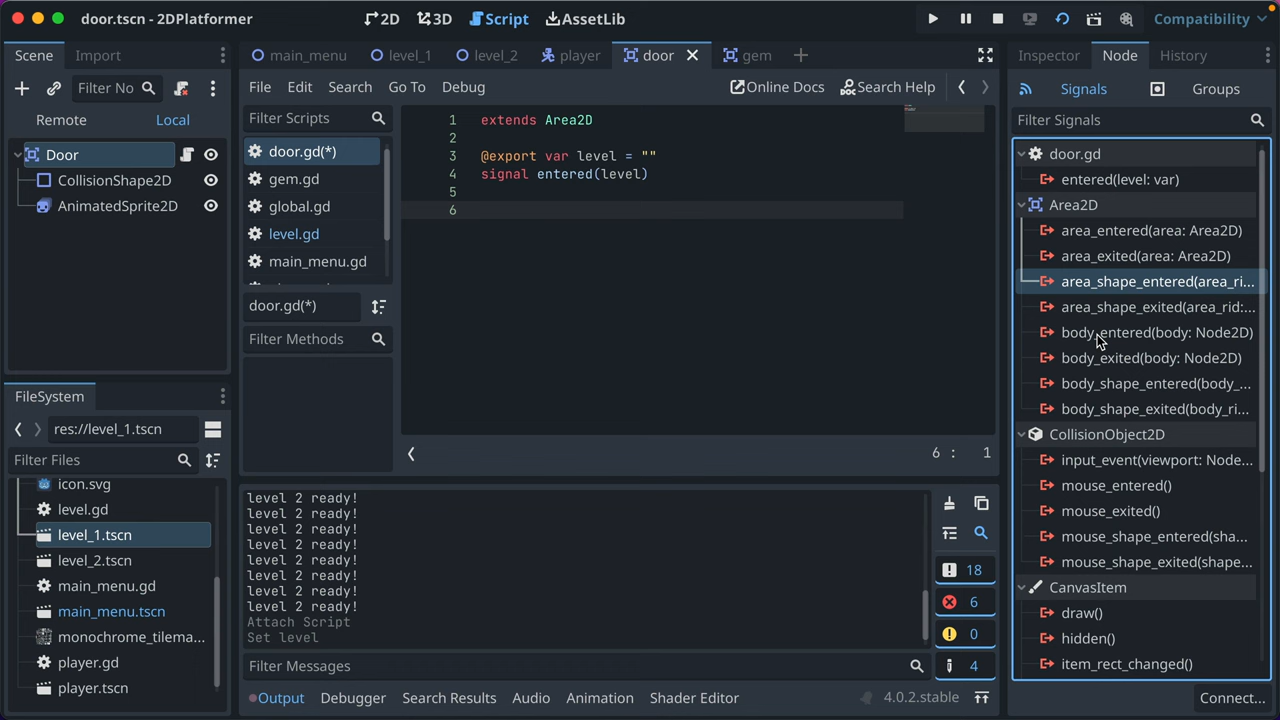 door.tscn - 2DPlatformer
2D
3D
Script
AssetLib
Compatibility
Scene
Import
Filter No
Remote
Local
Door
CollisionShape2D
AnimatedSprite2D
FileSystem
res://level_1.tscn
Filter Files
icon.svg
level.gd
level_1.tscn
level_2.tscn
main_menu.gd
main_menu.tscn
monochrome_tilema...
player.gd
player.tscn
main_menu
level_1
level_2
player
door
gem
File
Edit
Search
Go To
Debug
Online Docs
Search Help
Filter Scripts
door.gd(*)
gem.gd
global.gd
level.gd
main_menu.gd
door.gd(*)
Filter Methods
1 extends Area2D
2
3 @export var level = ""
4 signal entered(level)
5
6
6 : 1
level 2 ready!
level 2 ready!
level 2 ready!
level 2 ready!
level 2 ready!
level 2 ready!
level 2 ready!
level 2 ready!
Attach Script
Set level
18
6
0
4
Filter Messages
Output
Debugger
Search Results
Audio
Animation
Shader Editor
4.0.2.stable
Inspector
Node
History
Signals
Groups
Filter Signals
door.gd
entered(level: var)
Area2D
area_entered(area: Area2D)
area_exited(area: Area2D)
area_shape_entered(area_ri...
area_shape_exited(area_rid:...
body_entered(body: Node2D)
body_exited(body: Node2D)
body_shape_entered(body_...
body_shape_exited(body_ri...
CollisionObject2D
input_event(viewport: Node...
mouse_entered()
mouse_exited()
mouse_shape_entered(sha...
mouse_shape_exited(shape...
CanvasItem
draw()
hidden()
item_rect_changed()
Connect...